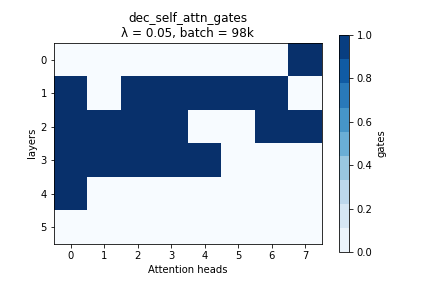 dec_self_attn_gates
λ = 0.05, batch = 98k
layers
0
1
2
3
4
5
0 1 2 3 4 5 6 7
Attention heads
1.0
0.8
0.6
0.4
0.2
0.0
gates